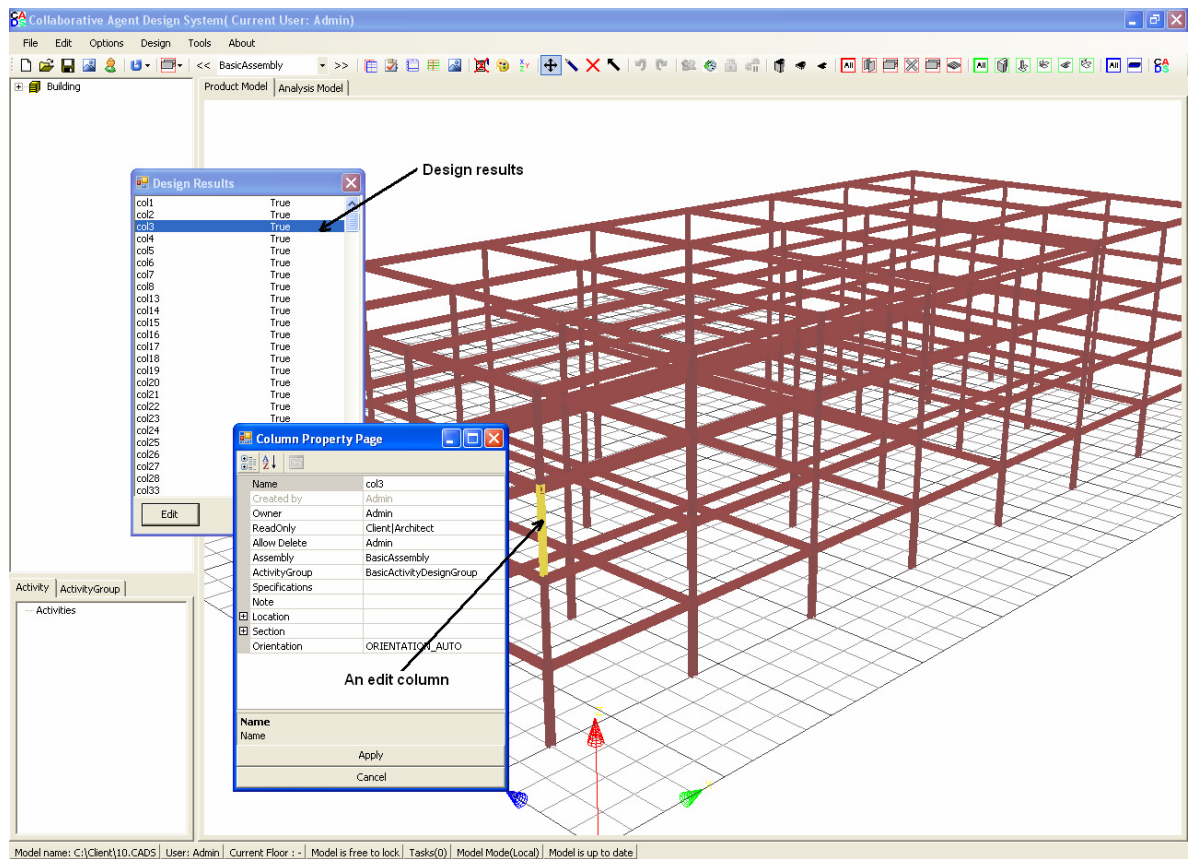 CADS Collaborative Agent Design System( Current User: Admin)
File Edit Options Design Tools About
<< BasicAssembly >> All All All CADS
Building
Product Model Analysis Model
Design results
Design Results
col1 True
col2 True
col3 True
col4 True
col5 True
col6 True
col7 True
col8 True
col13 True
col14 True
col15 True
col16 True
col17 True
col18 True
col19 True
col20 True
col21 True
col22 True
col23 True
col24
col25
col26
col27
col28
col33
Edit
Column Property Page
Name col3
Created by Admin
Owner Admin
ReadOnly Client|Architect
Allow Delete Admin
Assembly BasicAssembly
ActivityGroup BasicActivityDesignGroup
Specifications
Note
Location
Section
Orientation ORIENTATION_AUTO
An edit column
Name
Name
Apply
Cancel
Activity ActivityGroup
Activities
Model name: C:\Client\10.CADS User: Admin Current Floor : - Model is free to lock Tasks(0) Model Mode(Local) Model is up to date